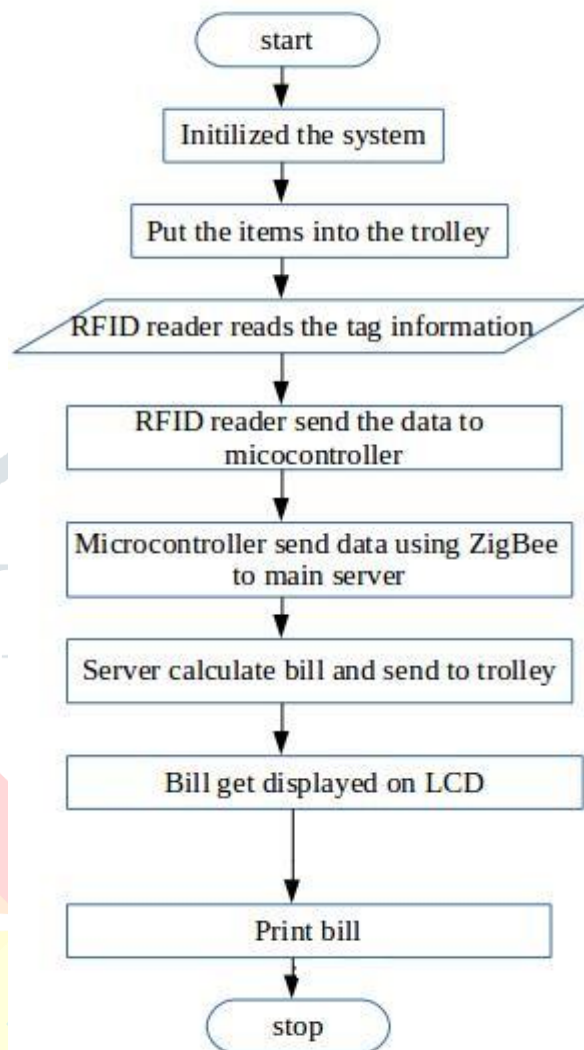 start
Initilized the system
Put the items into the trolley
RFID reader reads the tag information
RFID reader send the data to
micocontroller
Microcontroller send data using ZigBee
to main server
Server calculate bill and send to trolley
Bill get displayed on LCD
Print bill
stop